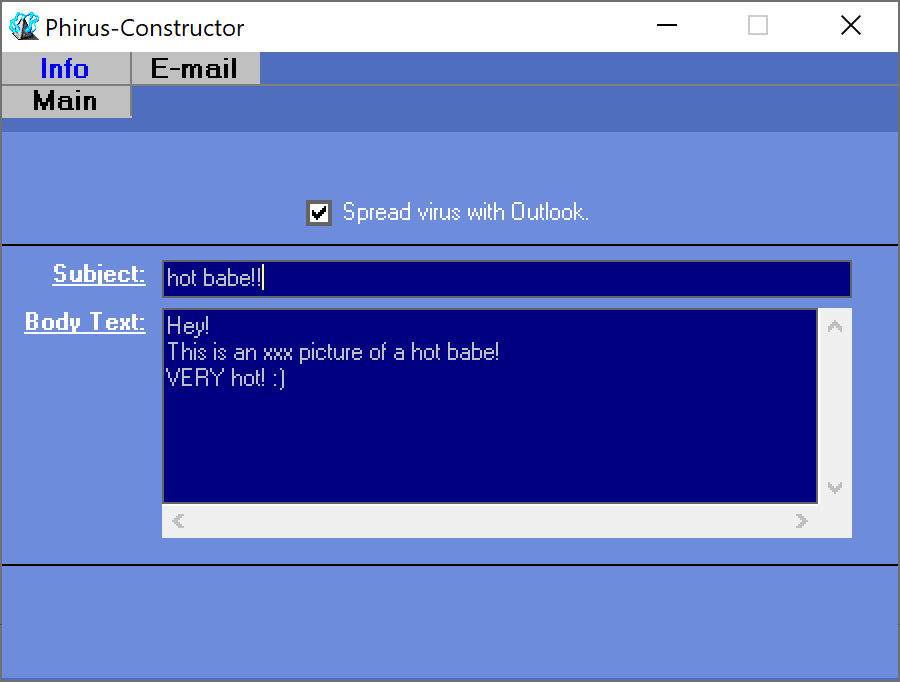 Phirus-Constructor
Info
E-mail
Main
Spread virus with Outlook.
Subject:
hot babe!!
Body Text:
Hey!
This is an xxx picture of a hot babe!
VERY hot! :)